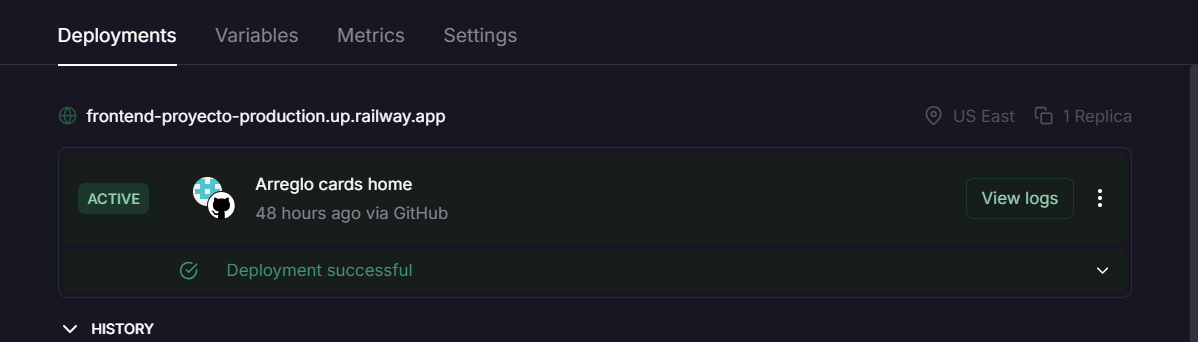 Deployments Variables Metrics Settings
frontend-proyecto-production.up.railway.app US East 1 Replica
ACTIVE Arreglo cards home View logs
48 hours ago via GitHub
Deployment successful
HISTORY